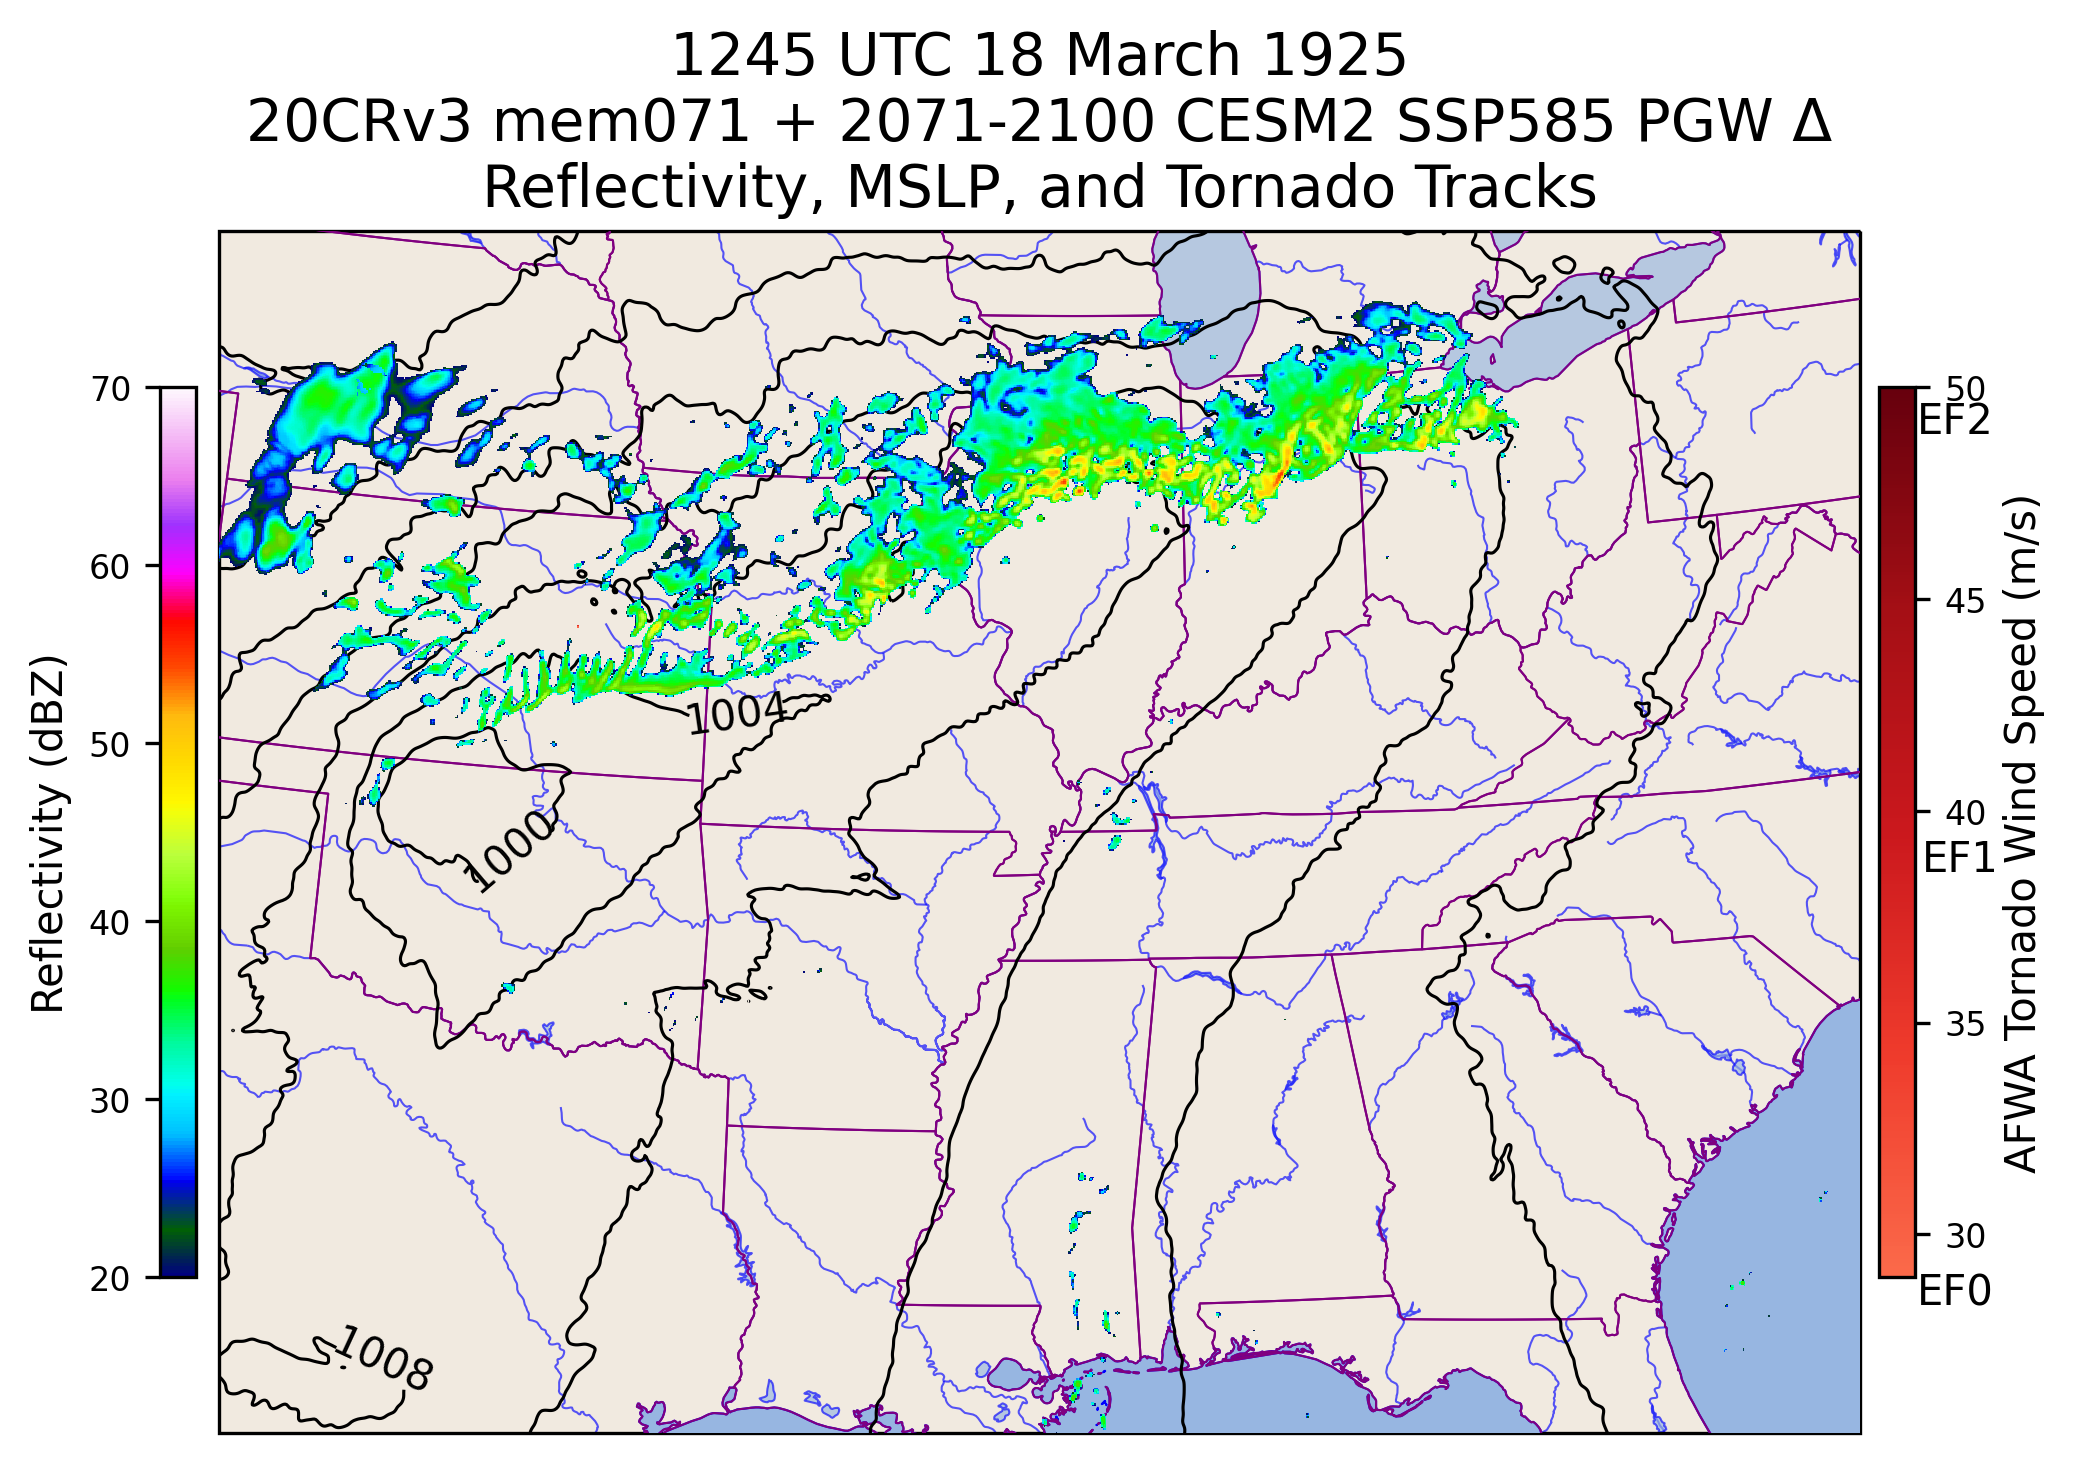 1245 UTC 18 March 1925
20CRv3 mem071 + 2071-2100 CESM2 SSP585 PGW Δ
Reflectivity, MSLP, and Tornado Tracks
70
60
50
40
30
20
Reflectivity (dBZ)
1004
1000
1008
50
EF2
45
40
EF1
35
30
EF0
AFWA Tornado Wind Speed (m/s)